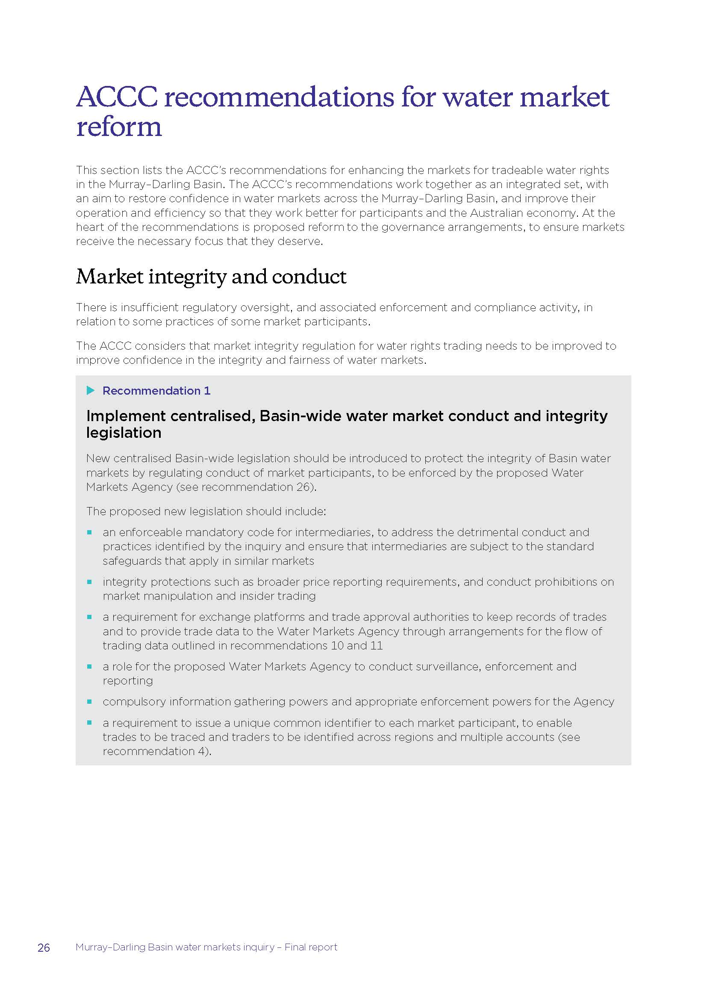 ACCC recommendations for water market
reform
This section lists the ACCC's recommendations for enhancing the markets for tradeable water rights
in the Murray–Darling Basin. The ACCC's recommendations work together as an integrated set, with
an aim to restore confidence in water markets across the Murray–Darling Basin, and improve their
operation and efficiency so that they work better for participants and the Australian economy. At the
heart of the recommendations is proposed reform to the governance arrangements, to ensure markets
receive the necessary focus that they deserve.
Market integrity and conduct
There is insufficient regulatory oversight, and associated enforcement and compliance activity, in
relation to some practices of some market participants.
The ACCC considers that market integrity regulation for water rights trading needs to be improved to
improve confidence in the integrity and fairness of water markets.
▶ Recommendation 1
Implement centralised, Basin-wide water market conduct and integrity
legislation
New centralised Basin-wide legislation should be introduced to protect the integrity of Basin water
markets by regulating conduct of market participants, to be enforced by the proposed Water
Markets Agency (see recommendation 26).
The proposed new legislation should include:
▪ an enforceable mandatory code for intermediaries, to address the detrimental conduct and
practices identified by the inquiry and ensure that intermediaries are subject to the standard
safeguards that apply in similar markets
▪ integrity protections such as broader price reporting requirements, and conduct prohibitions on
market manipulation and insider trading
▪ a requirement for exchange platforms and trade approval authorities to keep records of trades
and to provide trade data to the Water Markets Agency through arrangements for the flow of
trading data outlined in recommendations 10 and 11
▪ a role for the proposed Water Markets Agency to conduct surveillance, enforcement and
reporting
▪ compulsory information gathering powers and appropriate enforcement powers for the Agency
▪ a requirement to issue a unique common identifier to each market participant, to enable
trades to be traced and traders to be identified across regions and multiple accounts (see
recommendation 4).
26 Murray–Darling Basin water markets inquiry – Final report